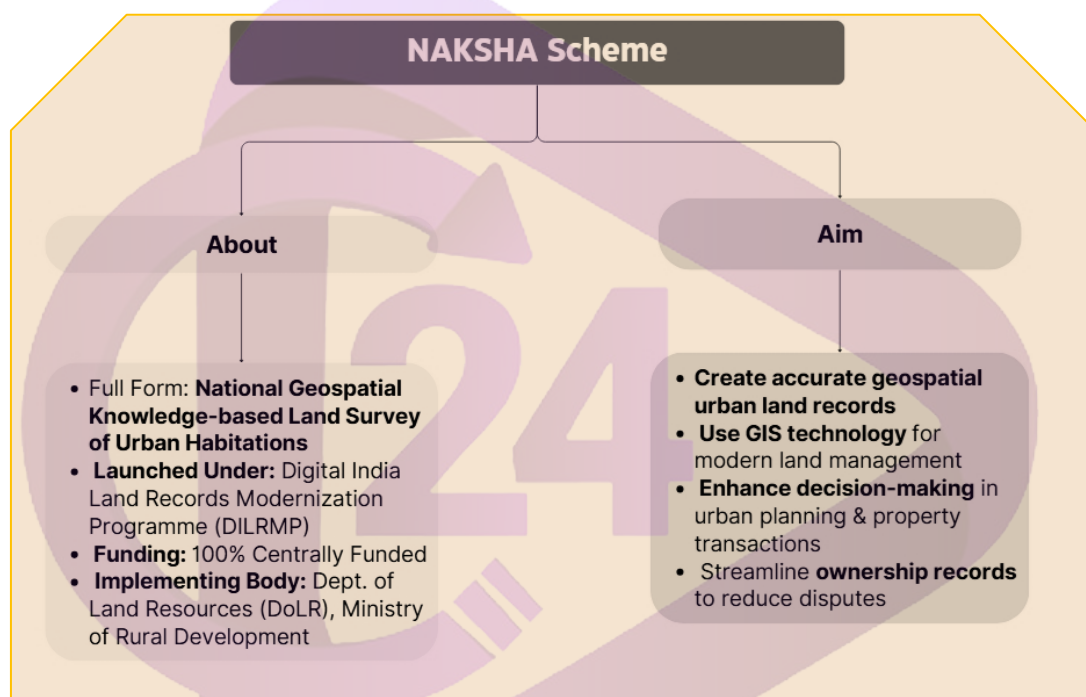 NAKSHA Scheme
About
• Full Form: National Geospatial
Knowledge-based Land Survey
of Urban Habitations
• Launched Under: Digital India
Land Records Modernization
Programme (DILRMP)
• Funding: 100% Centrally Funded
• Implementing Body: Dept. of
Land Resources (DoLR), Ministry
of Rural Development
Aim
• Create accurate geospatial
urban land records
• Use GIS technology for
modern land management
• Enhance decision-making in
urban planning & property
transactions
• Streamline ownership records
to reduce disputes
24